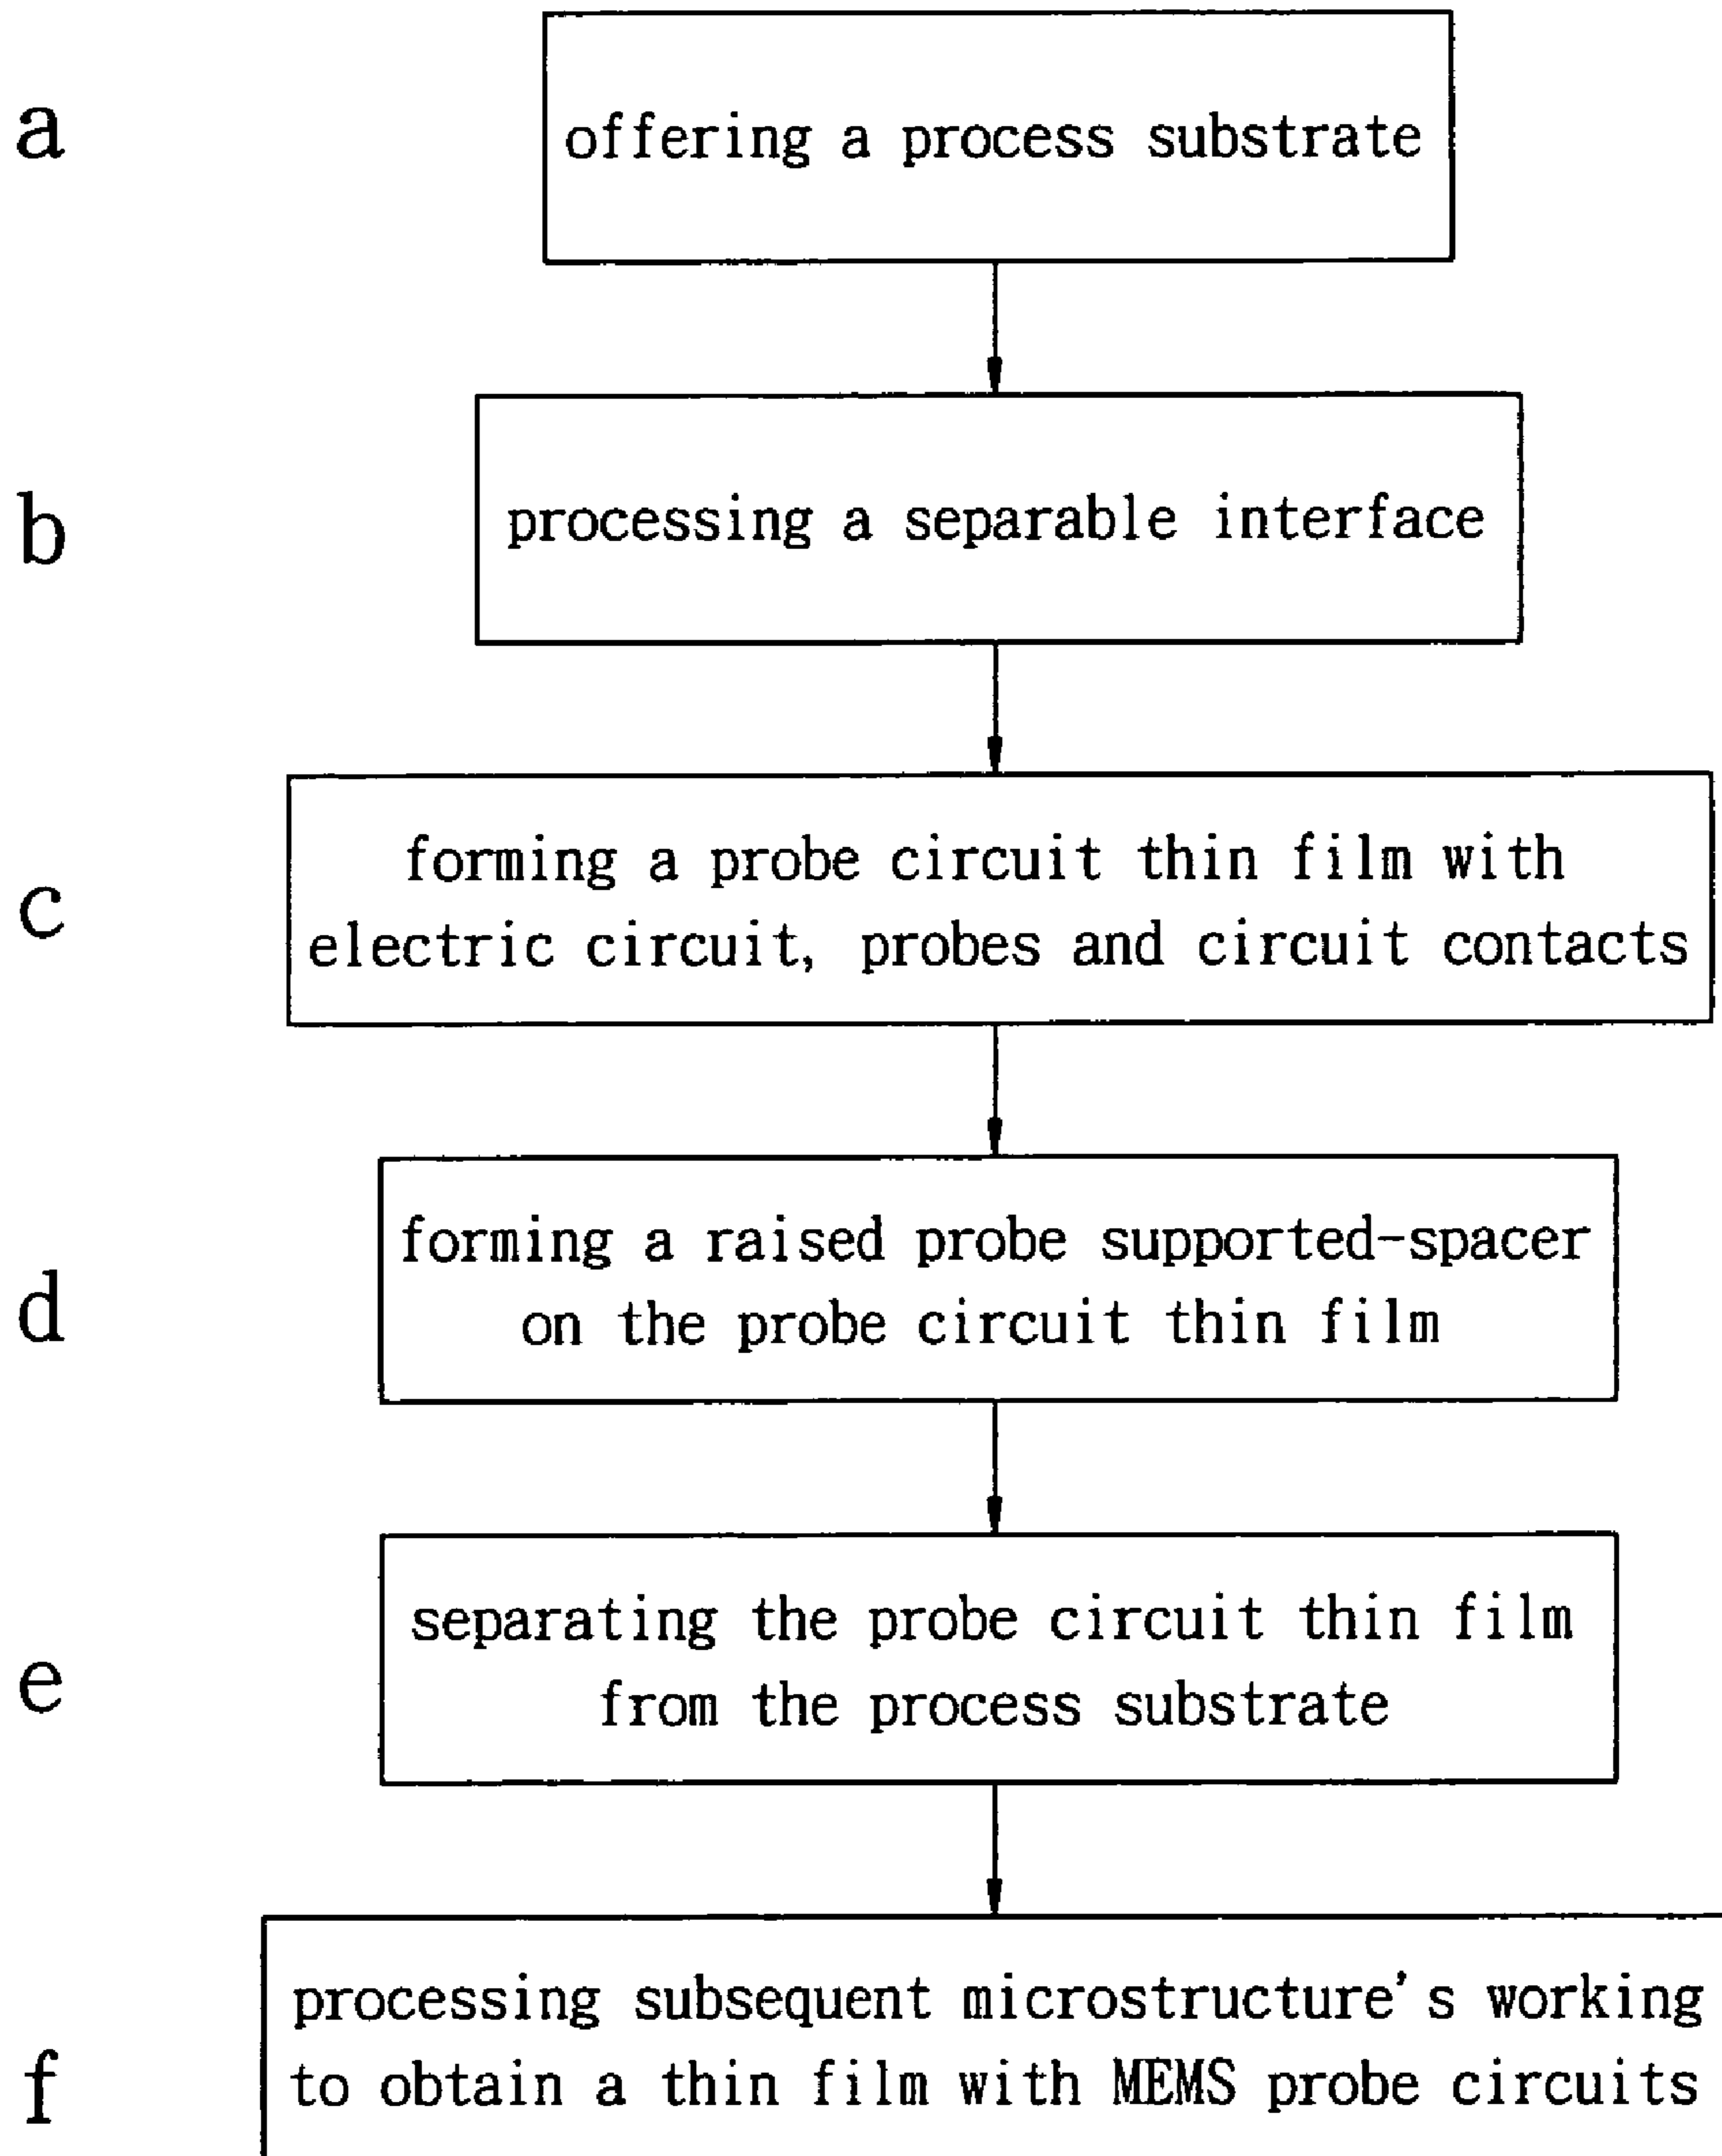 a
offering a process substrate
b
processing a separable interface
c
forming a probe circuit thin film with
electric circuit, probes and circuit contacts
d
forming a raised probe supported-spacer
on the probe circuit thin film
e
separating the probe circuit thin film
from the process substrate
f
processing subsequent microstructure's working
to obtain a thin film with MEMS probe circuits